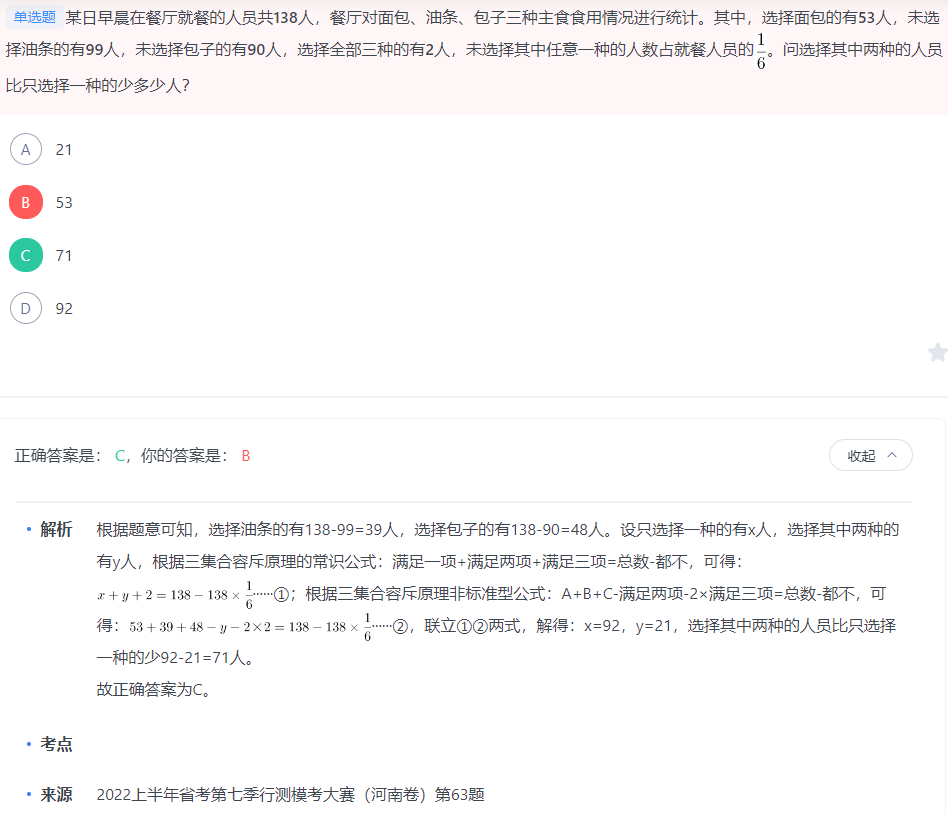 单选题 某日早晨在餐厅就餐的人员共138人，餐厅对面包、油条、包子三种主食食用情况进行统计。其中，选择面包的有53人，未选
择油条的有99人，未选择包子的有90人，选择全部三种的有2人，未选择其中任意一种的人数占就餐人员的1/6。问选择其中两种的人员
比只选择一种的少多少人？
A 21
B 53
C 71
D 92
正确答案是： C，你的答案是： B 收起
• 解析 根据题意可知，选择油条的有138-99=39人，选择包子的有138-90=48人。设只选择一种的有x人，选择其中两种的
有y人，根据三集合容斥原理的常识公式：满足一项+满足两项+满足三项=总数-都不，可得：
x + y + 2 = 138 − 138 × 1/6 ······①；根据三集合容斥原理非标准型公式：A+B+C-满足两项-2×满足三项=总数-都不，可
得：53 + 39 + 48 − y − 2×2 = 138 − 138 × 1/6 ······②，联立①②两式，解得：x=92，y=21，选择其中两种的人员比只选择
一种的少92-21=71人。
故正确答案为C。
• 考点
• 来源 2022上半年省考第七季行测模考大赛（河南卷）第63题